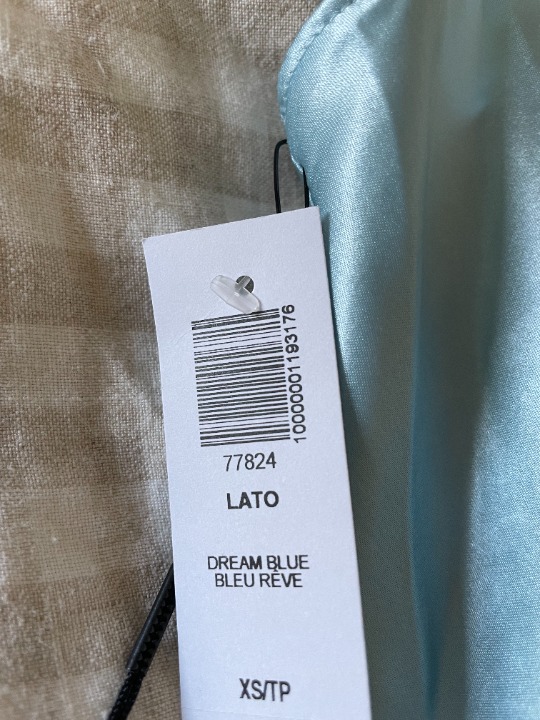 10000001193176
77824
LATO
DREAM BLUE
BLEU RÊVE
XS/TP